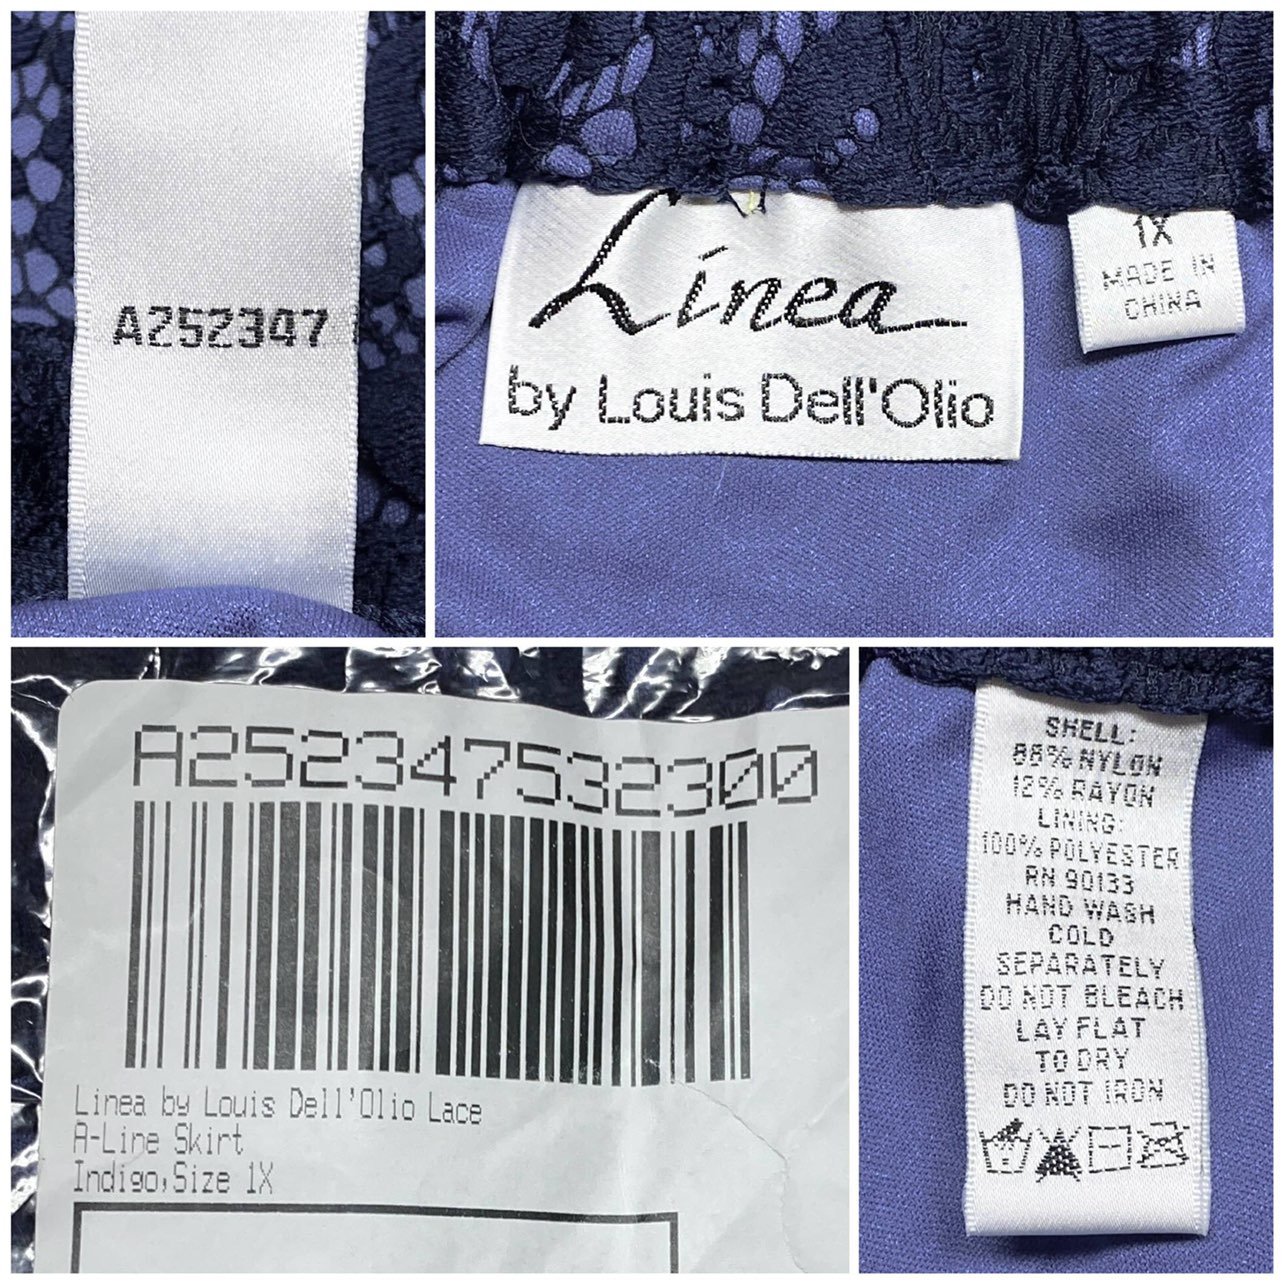 A252347
Linea
by Louis Dell'Olio
1X
MADE IN
CHINA
A252347532300
Linea by Louis Dell'Olio Lace
A-Line Skirt
Indigo,Size 1X
SHELL:
88% NYLON
12% RAYON
LINING:
100% POLYESTER
RN 90133
HAND WASH
COLD
SEPARATELY
DO NOT BLEACH
LAY FLAT
TO DRY
DO NOT IRON